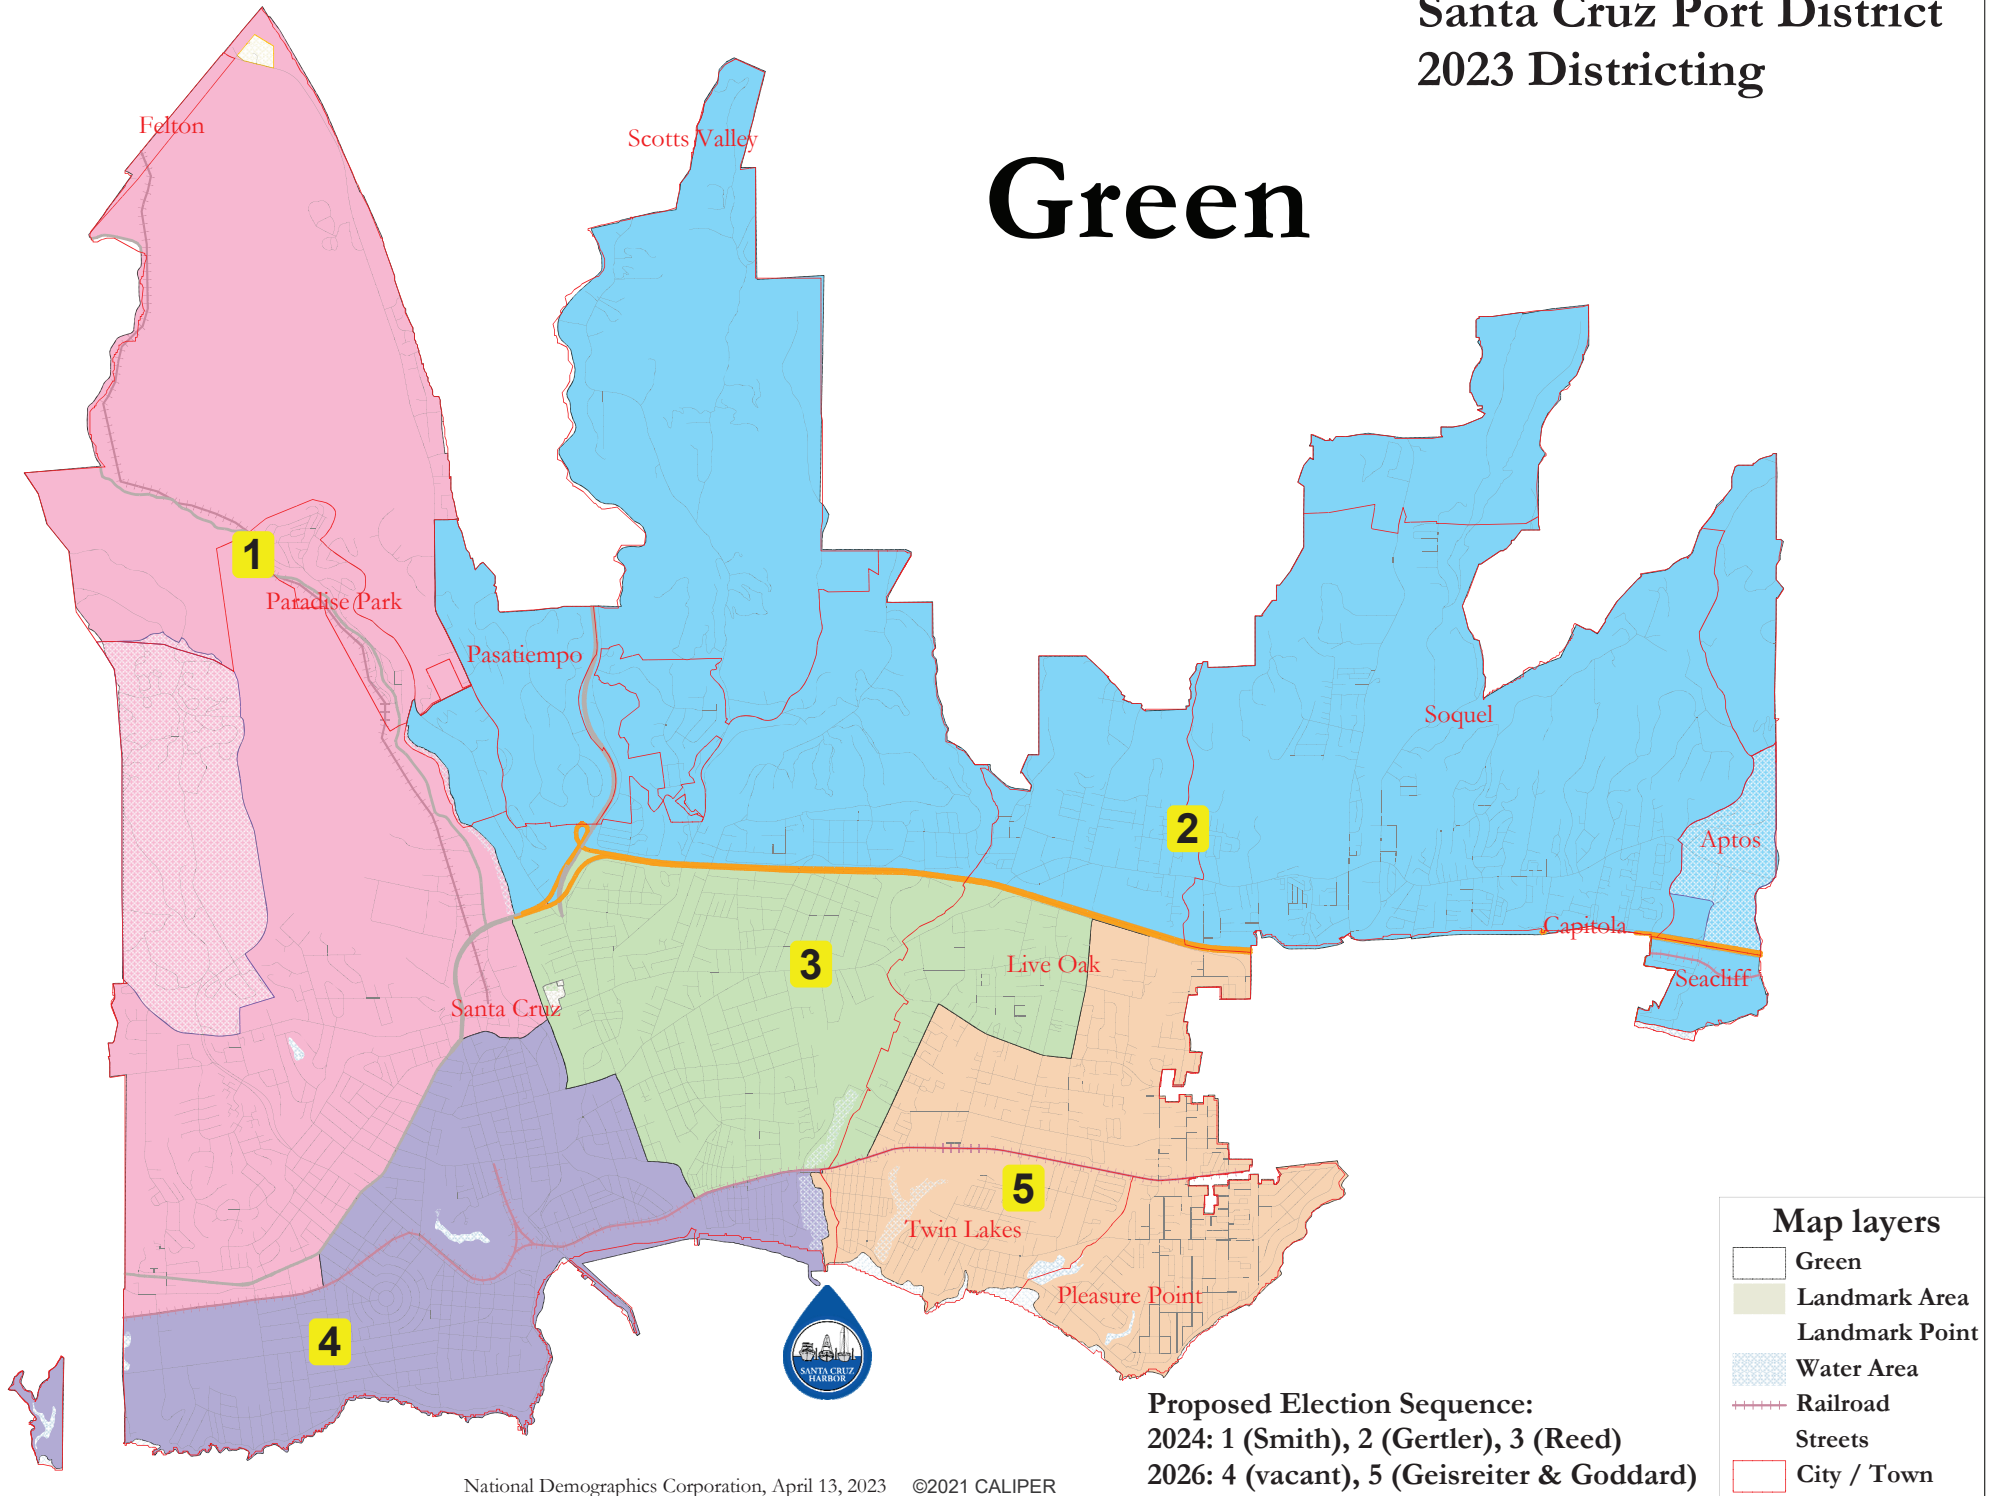 Santa Cruz Port District
2023 Districting
Green
Felton
Scotts Valley
1
Paradise Park
Pasatiempo
Soquel
2
Aptos
Capitola
3
Live Oak
Seacliff
Santa Cruz
5
Twin Lakes
Pleasure Point
4
SANTA CRUZ
HARBOR
Map layers
Green
Landmark Area
Landmark Point
Water Area
Railroad
Streets
City / Town
Proposed Election Sequence:
2024: 1 (Smith), 2 (Gertler), 3 (Reed)
2026: 4 (vacant), 5 (Geisreiter & Goddard)
National Demographics Corporation, April 13, 2023 ©2021 CALIPER